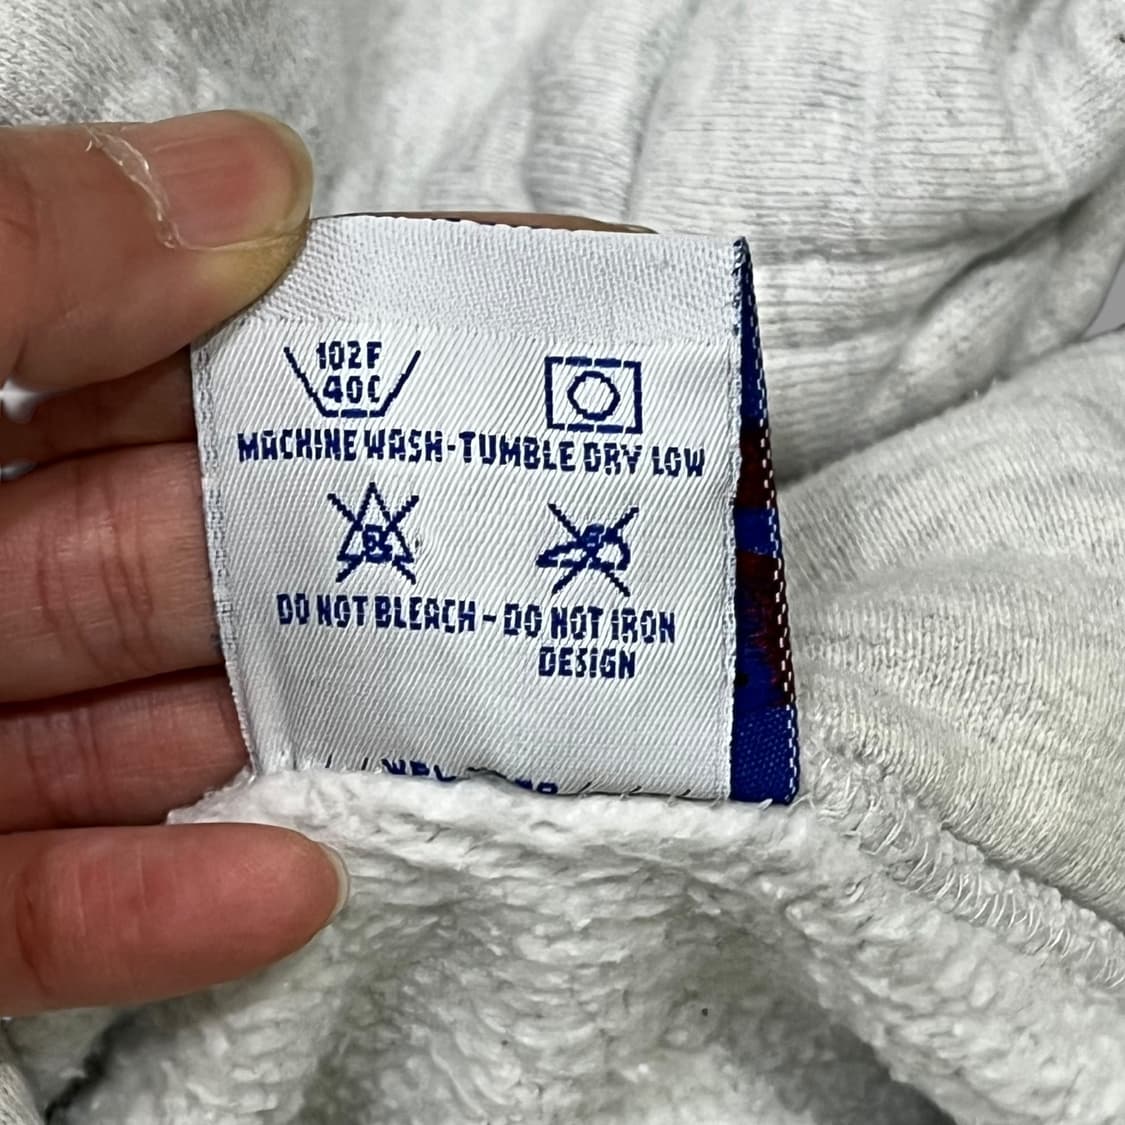 102F
40C
MACHINE WASH-TUMBLE DRY LOW
DO NOT BLEACH - DO NOT IRON
DESIGN